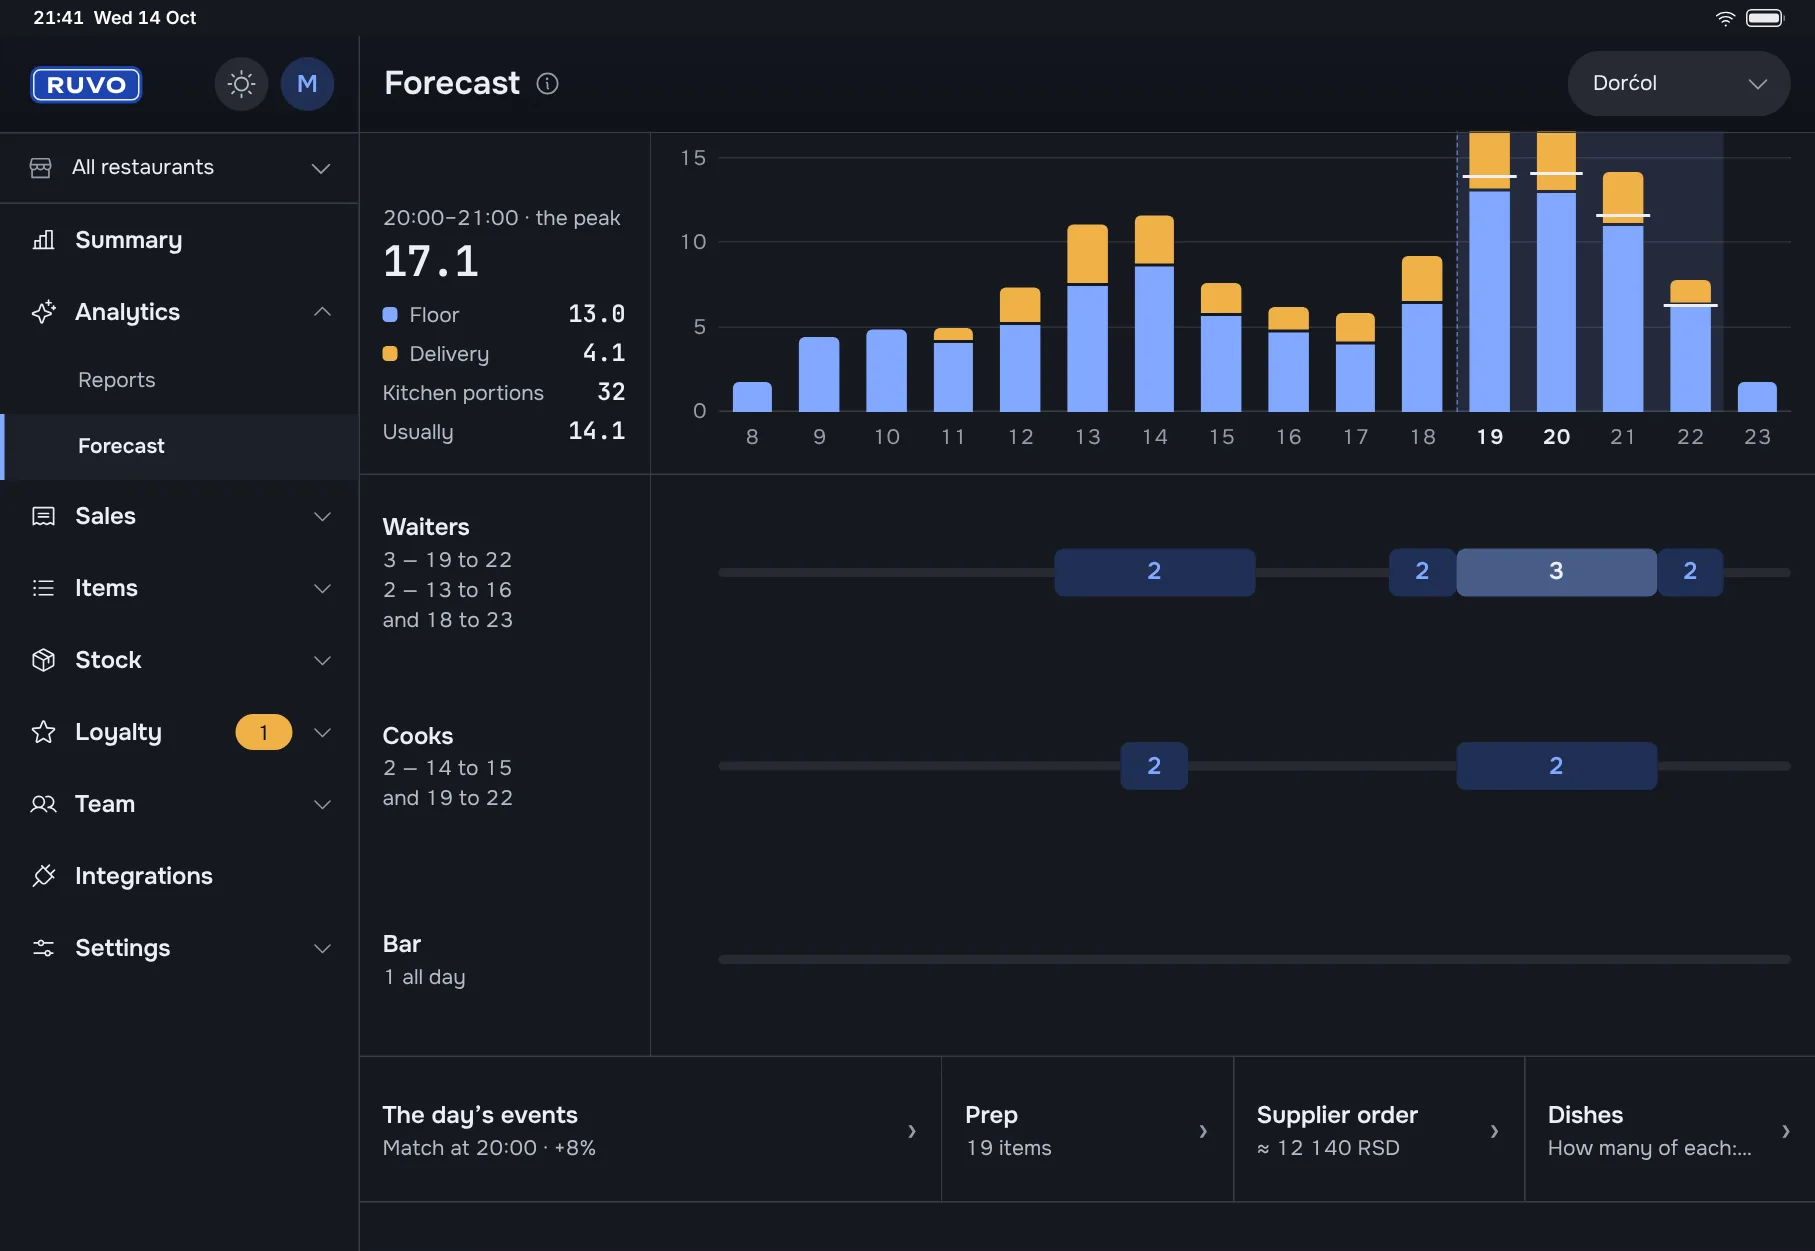 21:41 Wed 14 Oct
RUVO
M
Forecast
Dorćol
All restaurants
Summary
Analytics
Reports
Forecast
Sales
Items
Stock
Loyalty 1
Team
Integrations
Settings
20:00–21:00 · the peak
17.1
Floor 13.0
Delivery 4.1
Kitchen portions 32
Usually 14.1
15
10
5
0
8 9 10 11 12 13 14 15 16 17 18 19 20 21 22 23
Waiters
3 – 19 to 22
2 – 13 to 16
and 18 to 23
2 2 3 2
Cooks
2 – 14 to 15
and 19 to 22
2 2
Bar
1 all day
The day’s events
Match at 20:00 · +8%
Prep
19 items
Supplier order
≈ 12 140 RSD
Dishes
How many of each:...